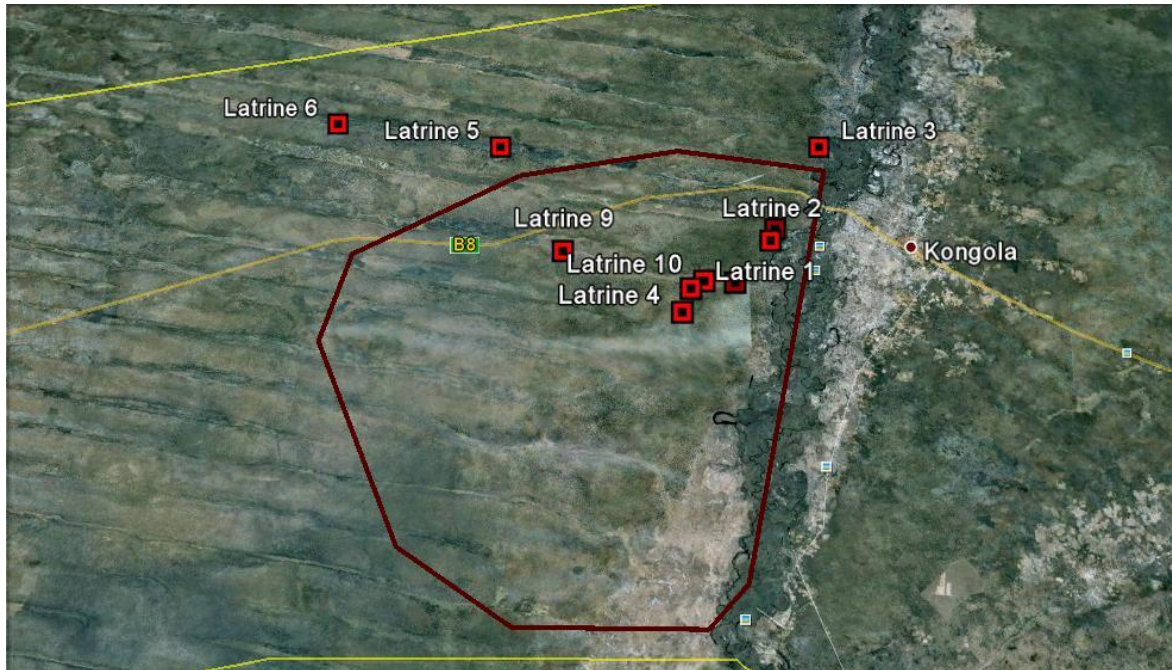 Latrine 6
Latrine 5
Latrine 3
Latrine 2
Latrine 9
B8
Kongola
Latrine 10
Latrine 1
Latrine 4